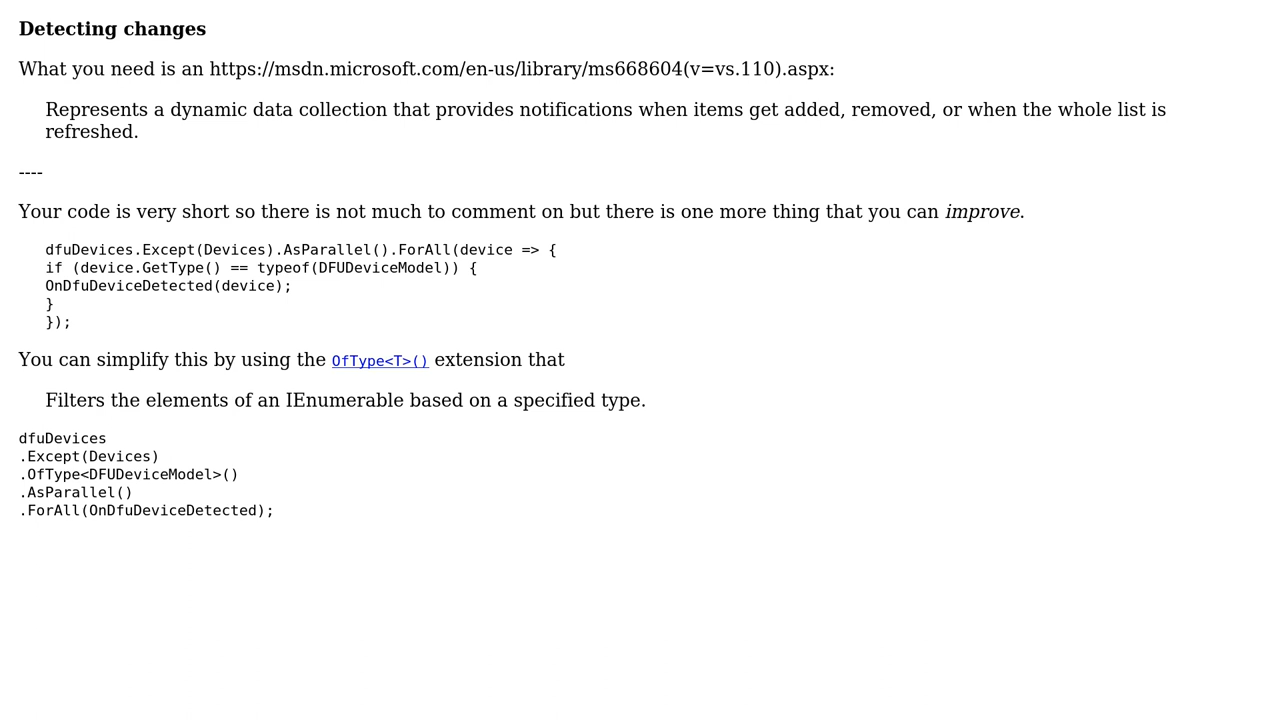 Detecting changes
What you need is an https://msdn.microsoft.com/en-us/library/ms668604(v=vs.110).aspx:
Represents a dynamic data collection that provides notifications when items get added, removed, or when the whole list is
refreshed.
----
Your code is very short so there is not much to comment on but there is one more thing that you can improve.
dfuDevices.Except(Devices).AsParallel().ForAll(device => {
if (device.GetType() == typeof(DFUDeviceModel)) {
OnDfuDeviceDetected(device);
}
});
You can simplify this by using the OfType<T>() extension that
Filters the elements of an IEnumerable based on a specified type.
dfuDevices
.Except(Devices)
.OfType<DFUDeviceModel>()
.AsParallel()
.ForAll(OnDfuDeviceDetected);